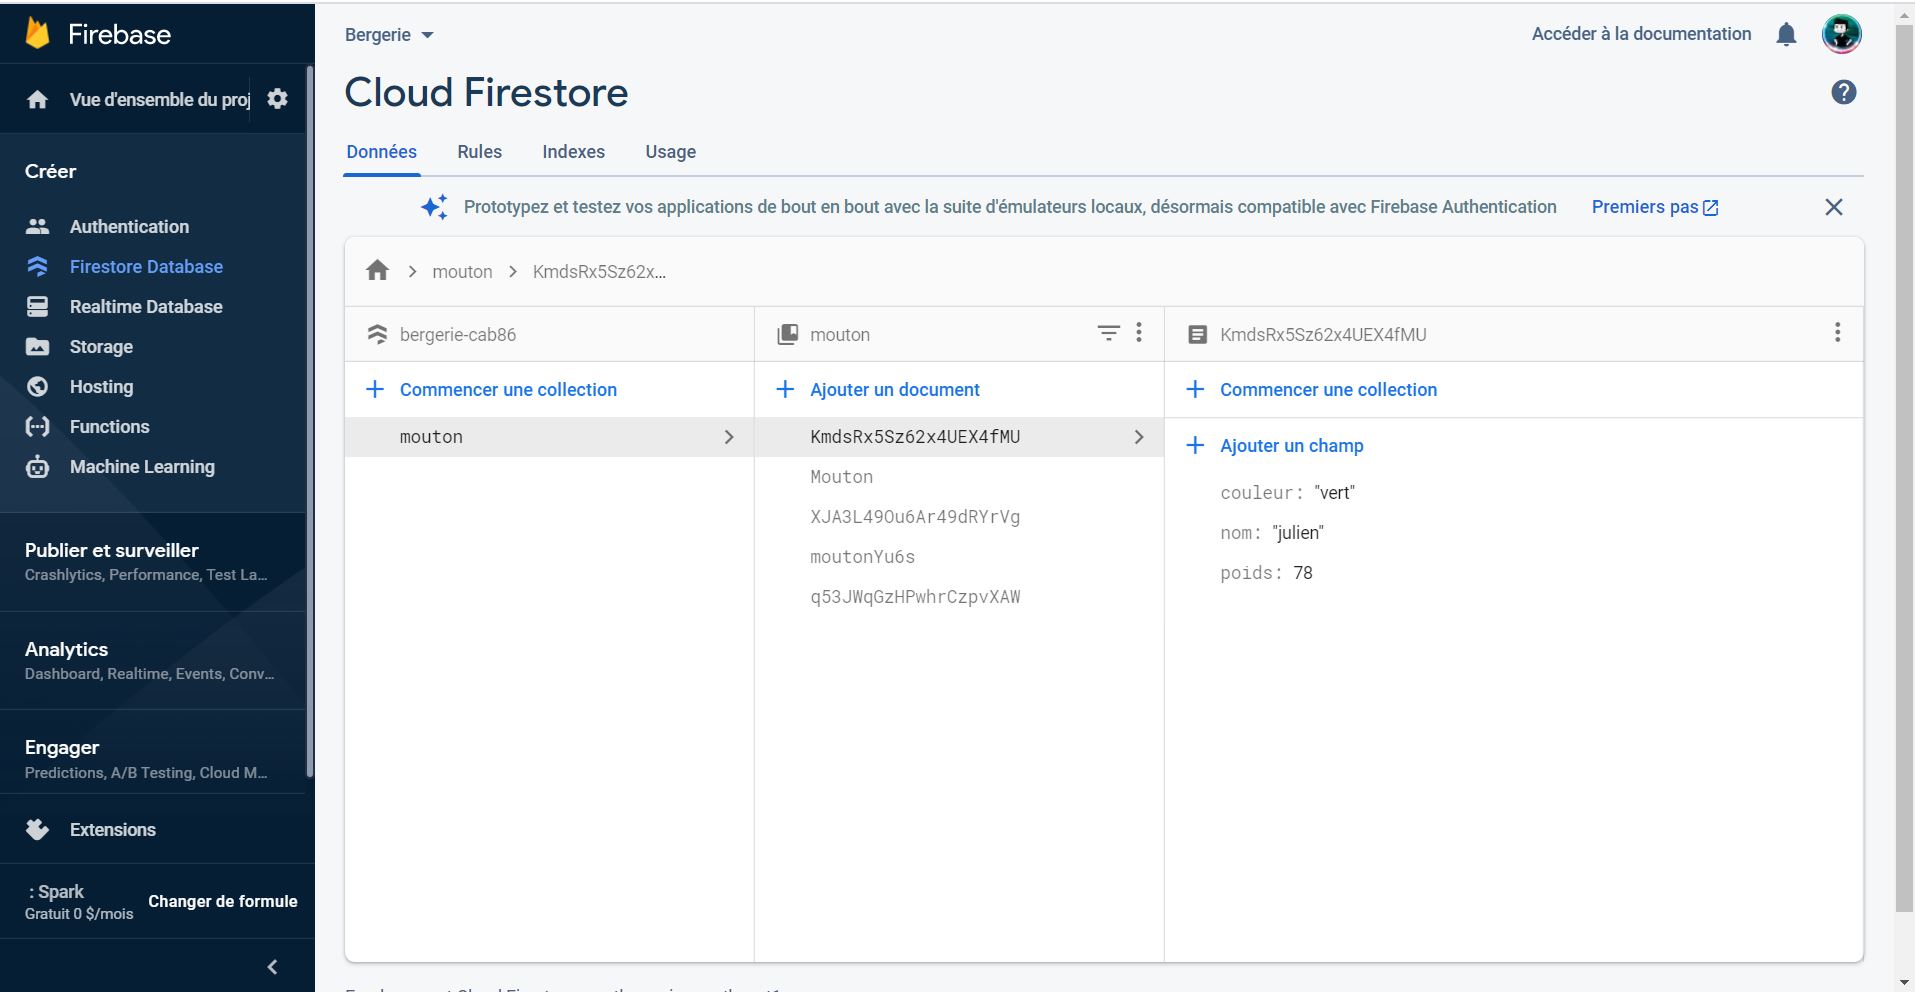 Firebase
Vue d'ensemble du proj
Créer
Authentication
Firestore Database
Realtime Database
Storage
Hosting
Functions
Machine Learning
Publier et surveiller
Crashlytics, Performance, Test La...
Analytics
Dashboard, Realtime, Events, Conv...
Engager
Predictions, A/B Testing, Cloud M...
Extensions
: Spark
Gratuit 0 $/mois
Changer de formule
Bergerie
Accéder à la documentation
Cloud Firestore
Données Rules Indexes Usage
Prototypez et testez vos applications de bout en bout avec la suite d'émulateurs locaux, désormais compatible avec Firebase Authentication Premiers pas
mouton KmdsRx5Sz62x...
bergerie-cab86
Commencer une collection
mouton
mouton
Ajouter un document
KmdsRx5Sz62x4UEX4fMU
Mouton
XJA3L49Ou6Ar49dRYrVg
moutonYu6s
q53JWqGzHPwhrCzpvXAW
KmdsRx5Sz62x4UEX4fMU
Commencer une collection
Ajouter un champ
couleur: "vert"
nom: "julien"
poids: 78